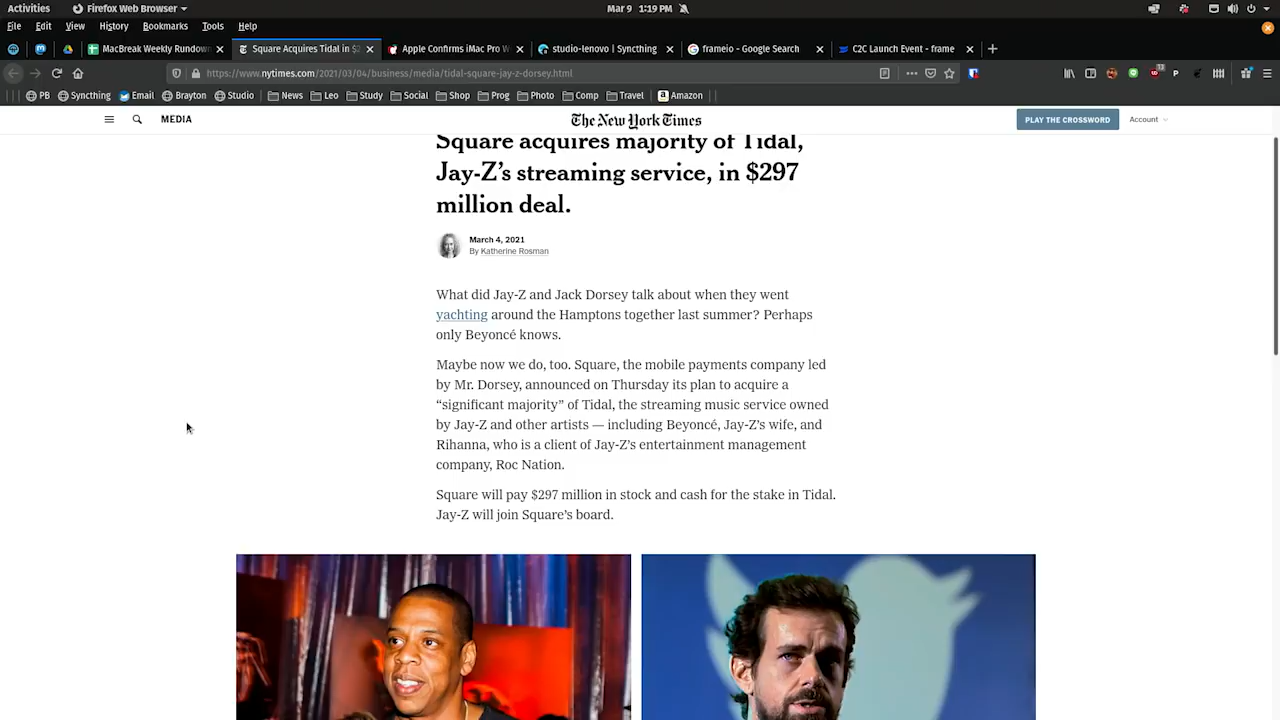 Activities Firefox Web Browser Mar 9 1:19 PM
File Edit View History Bookmarks Tools Help
MacBreak Weekly Rundown Square Acquires Tidal in $2 Apple Confirms iMac Pro W studio-lenovo | Syncthing frameio - Google Search C2C Launch Event - frame
https://www.nytimes.com/2021/03/04/business/media/tidal-square-jay-z-dorsey.html
PB Syncthing Email Brayton Studio News Leo Study Social Shop Prog Photo Comp Travel Amazon
MEDIA The New York Times PLAY THE CROSSWORD Account
Square acquires majority of Tidal,
Jay-Z’s streaming service, in $297
million deal.
March 4, 2021
By Katherine Rosman
What did Jay-Z and Jack Dorsey talk about when they went
yachting around the Hamptons together last summer? Perhaps
only Beyoncé knows.
Maybe now we do, too. Square, the mobile payments company led
by Mr. Dorsey, announced on Thursday its plan to acquire a
“significant majority” of Tidal, the streaming music service owned
by Jay-Z and other artists — including Beyoncé, Jay-Z’s wife, and
Rihanna, who is a client of Jay-Z’s entertainment management
company, Roc Nation.
Square will pay $297 million in stock and cash for the stake in Tidal.
Jay-Z will join Square’s board.